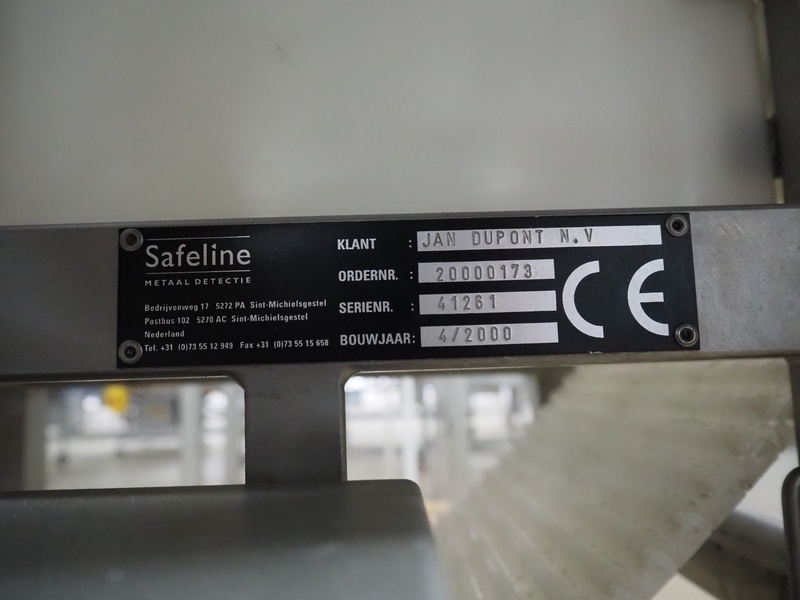 Safeline
METAAL DETECTIE
Bedrijvenweg 17 5272 PA Sint-Michielsgestel
Postbus 102 5270 AC Sint-Michielsgestel
Nederland
Tel. +31 (0)73 55 12 949 Fax +31 (0)73 55 15 658
KLANT : JAN DUPONT N.V
ORDERNR. : 20000173
SERIENR. : 41261
BOUWJAAR: 4/2000
CE